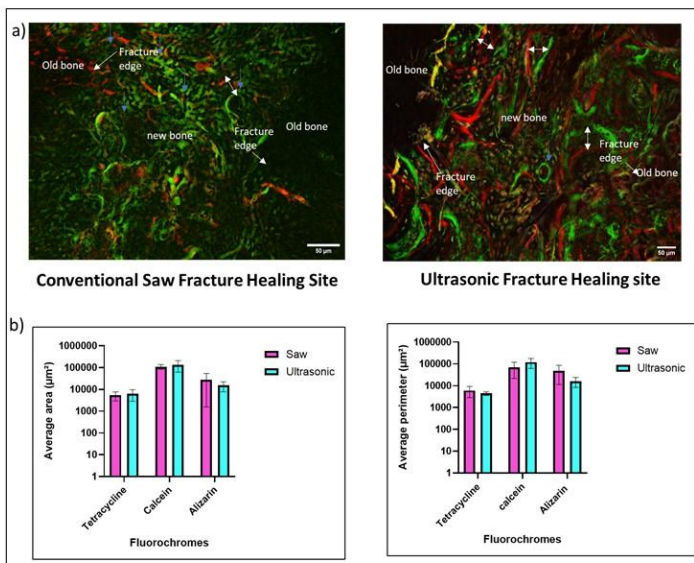 a)
Old bone
Fracture
edge
new bone
Old bone
Fracture
edge
50 µm
Old bone
new bone
Fracture
edge
Fracture
edge
Old bone
50 µm
Conventional Saw Fracture Healing Site
Ultrasonic Fracture Healing site
b)
Average area (µm²)
1000000
100000
10000
1000
100
10
1
Saw
Ultrasonic
Tetracycline
Calcein
Alizarin
Fluorochromes
Average perimeter (µm²)
1000000
100000
10000
1000
100
10
1
Saw
Ultrasonic
Tetracycline
calcein
Alizarin
Fluorochromes